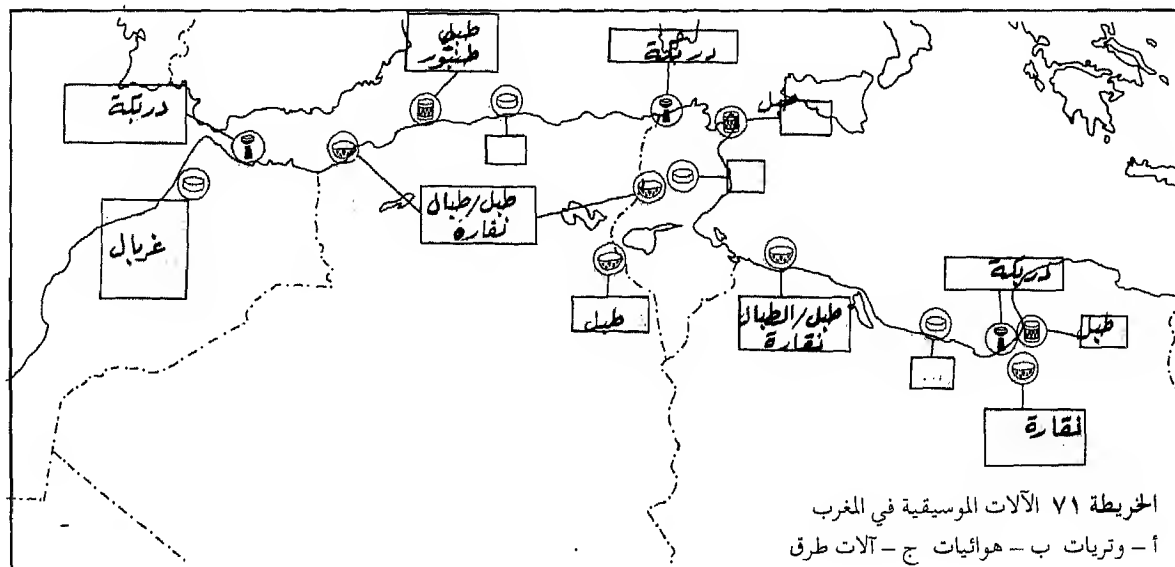 طبل
طنبور
دربكة
دربكة
طبل
طبل/طبال
نقارة
غربال
طبل
طبل/الطبال
نقارة
دربكة
طبل
...
نقارة
الخريطة ٧١ الآلات الموسيقية في المغرب
أ – وتريات ب – هوائيات ج – آلات طرق